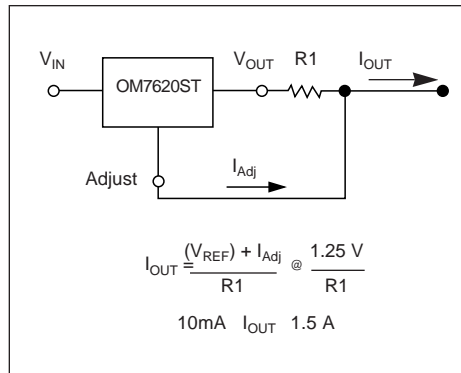 V_IN V_OUT R1 I_OUT
OM7620ST
Adjust I_Adj
I_OUT = (V_REF) + I_Adj / R1 @ 1.25 V / R1
10mA I_OUT 1.5 A